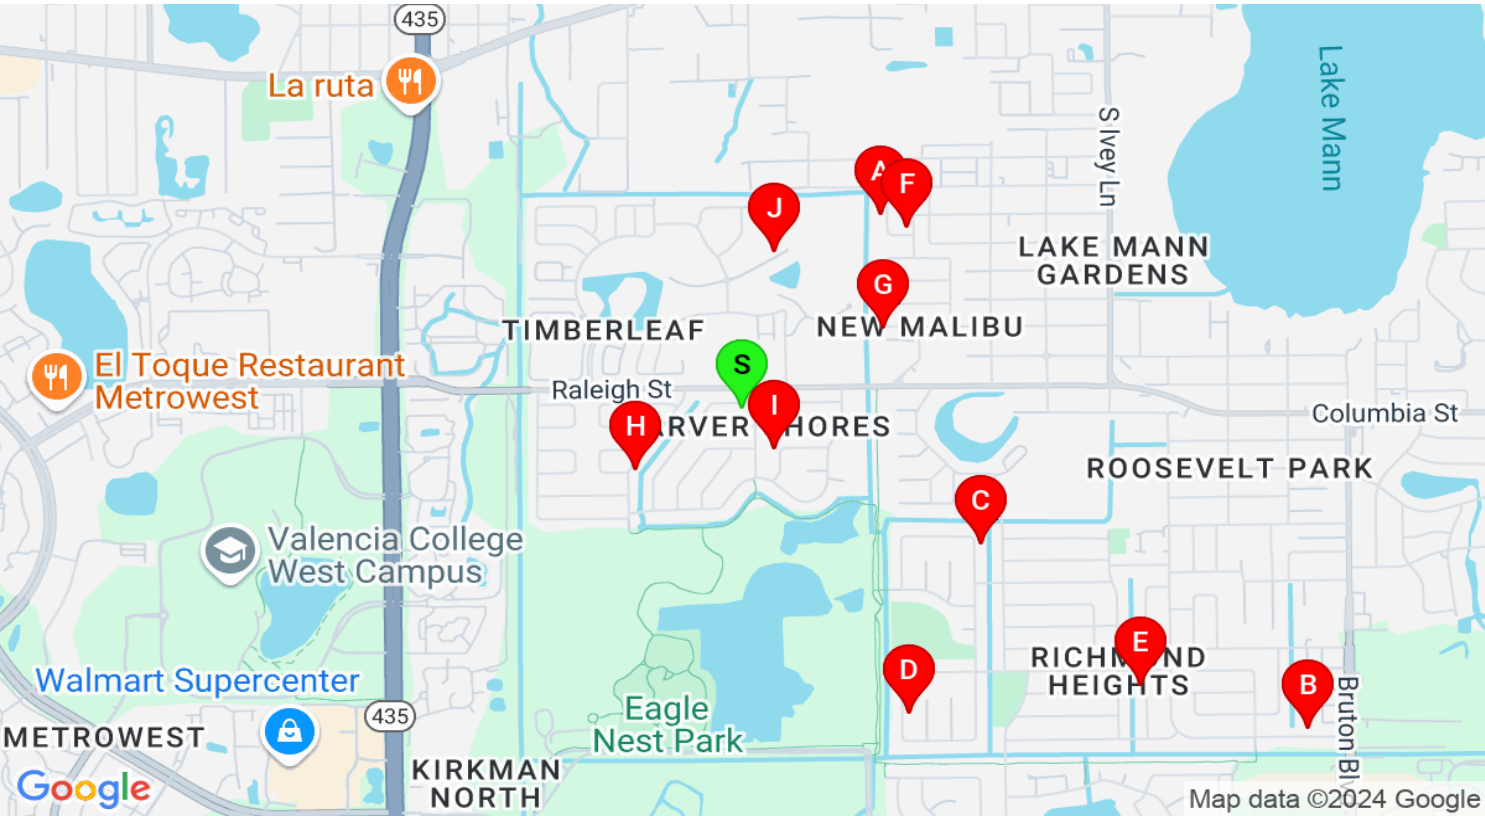 435
La ruta
Lake Mann
S Ivey Ln
A
F
J
LAKE MANN
GARDENS
G
TIMBERLEAF
NEW MALIBU
S
El Toque Restaurant
Metrowest
Raleigh St
I
Columbia St
H
ARVER HORES
ROOSEVELT PARK
C
Valencia College
West Campus
E
RICHM ND
HEIGHTS
D
B
Walmart Supercenter
435
Bruton Bl
Eagle
Nest Park
METROWEST
KIRKMAN
NORTH
Google
Map data ©2024 Google